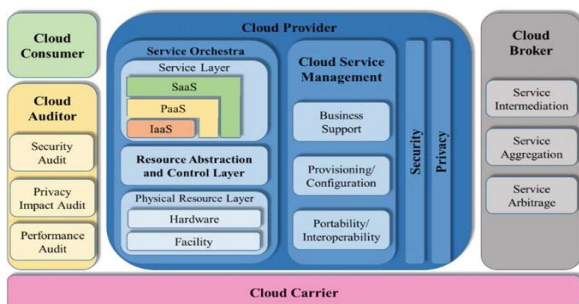 Cloud
Consumer
Cloud
Auditor
Security
Audit
Privacy
Impact Audit
Performance
Audit
Cloud Provider
Service Orchestra
Service Layer
SaaS
PaaS
IaaS
Resource Abstraction
and Control Layer
Physical Resource Layer
Hardware
Facility
Cloud Service
Management
Business
Support
Provisioning/
Configuration
Portability/
Interoperability
Security
Privacy
Cloud
Broker
Service
Intermediation
Service
Aggregation
Service
Arbitrage
Cloud Carrier